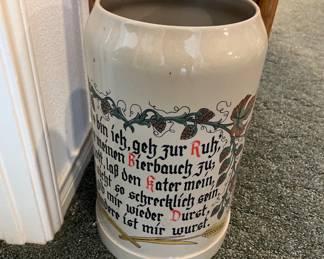 bin ich, geh zur Ruh,
meinen Bierbauch zu,
laß den Kater mein,
so schrecklich sein,
mir wieder Durst,
ist mir wurst.